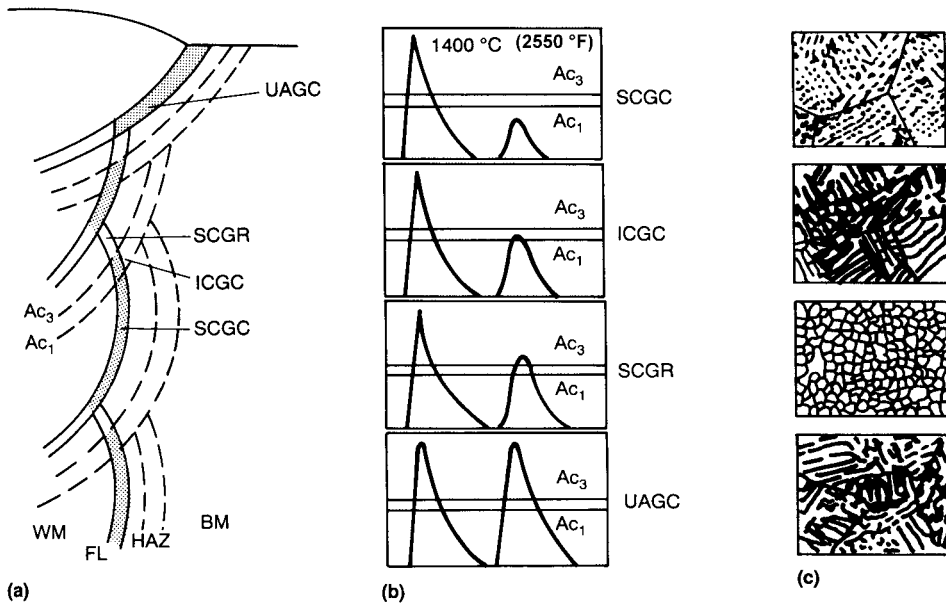 UAGC
SCGR
ICGC
Ac3
SCGC
Ac1
WM
FL
HAZ
BM
(a)
1400 °C (2550 °F)
Ac3
Ac1
SCGC
Ac3
Ac1
ICGC
Ac3
Ac1
SCGR
Ac3
Ac1
UAGC
(b)
(c)